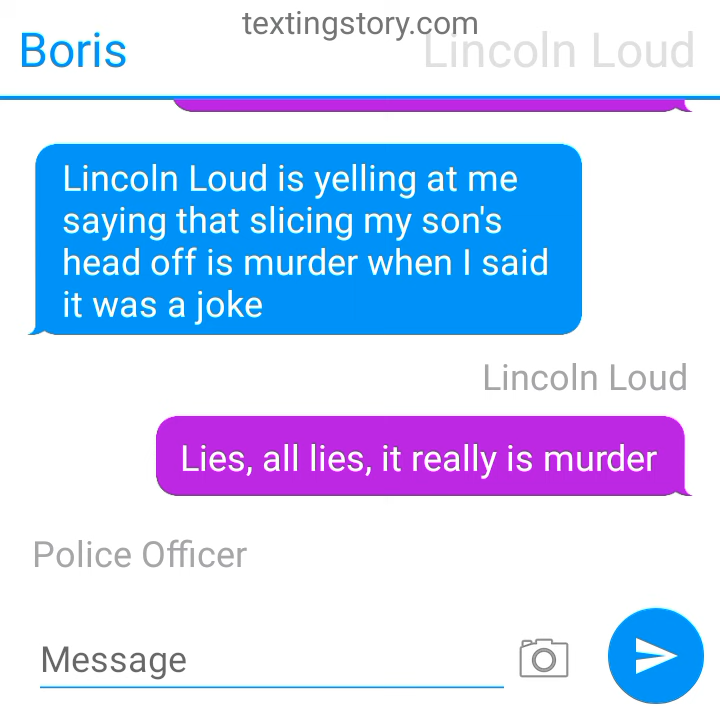 textingstory.com
Boris
Lincoln Loud
Lincoln Loud is yelling at me
saying that slicing my son's
head off is murder when I said
it was a joke
Lincoln Loud
Lies, all lies, it really is murder
Police Officer
Message